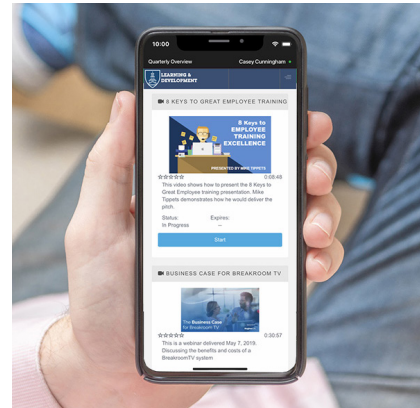 10:00
Quarterly Overview Casey Cunningham
LEARNING &
DEVELOPMENT
8 KEYS TO GREAT EMPLOYEE TRAINING
8 Keys to
EMPLOYEE
TRAINING
EXCELLENCE
PRESENTED BY MIKE TIPPETS
0:08:48
This video shows how to present the 8 Keys to
Great Employee training presentation. Mike
Tippets demonstrates how he would deliver the
pitch.
Status: Expires:
In Progress --
Start
BUSINESS CASE FOR BREAKROOM TV
The Business Case
for Breakroom TV
0:30:57
This is a webinar delivered May 7, 2019.
Discussing the benefits and costs of a
BreakroomTV system